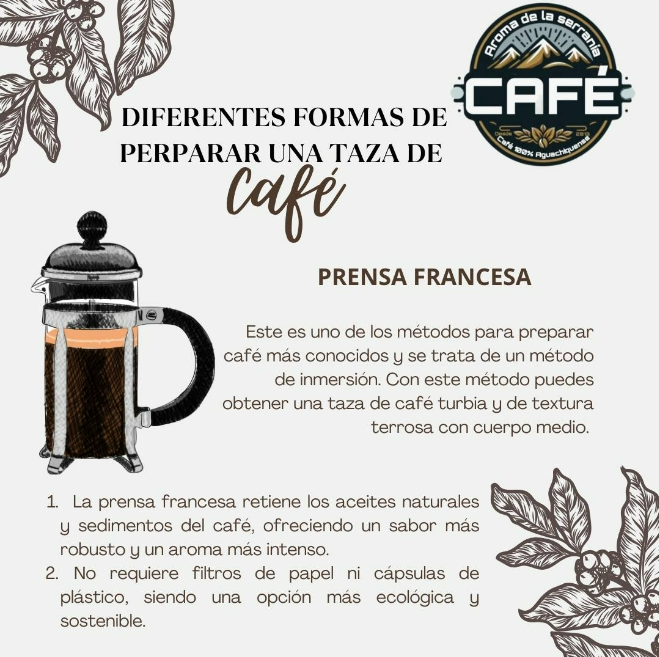 Aroma de la serranía
CAFÉ
Café 100% Aguachiquense
DIFERENTES FORMAS DE
PERPARAR UNA TAZA DE
café
PRENSA FRANCESA
Este es uno de los métodos para preparar
café más conocidos y se trata de un método
de inmersión. Con este método puedes
obtener una taza de café turbia y de textura
terrosa con cuerpo medio.
1. La prensa francesa retiene los aceites naturales
y sedimentos del café, ofreciendo un sabor más
robusto y un aroma más intenso.
2. No requiere filtros de papel ni cápsulas de
plástico, siendo una opción más ecológica y
sostenible.